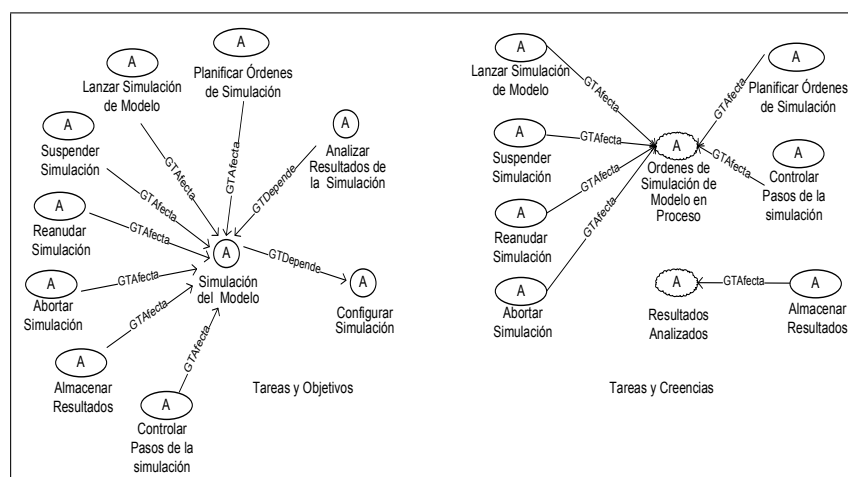 A
Lanzar Simulación
de Modelo
A
Planificar Órdenes
de Simulación
A
Suspender
Simulación
A
Analizar
Resultados de
la Simulación
A
Reanudar
Simulación
A
Abortar
Simulación
A
Almacenar
Resultados
A
Controlar
Pasos de la
simulación
A
Simulación
del Modelo
A
Configurar
Simulación
GTAfecta
GTAfecta
GTAfecta
GTAfecta
GTAfecta
GTAfecta
GTAfecta
GTDepende
GTDepende
GTAfecta
Tareas y Objetivos
A
Lanzar Simulación
de Modelo
A
Planificar Órdenes
de Simulación
A
Suspender
Simulación
A
Ordenes de
Simulación de
Modelo en
Proceso
A
Controlar
Pasos de la
simulación
A
Reanudar
Simulación
A
Abortar
Simulación
A
Resultados
Analizados
A
Almacenar
Resultados
GTAfecta
GTAfecta
GTAfecta
GTAfecta
GTAfecta
GTAfecta
GTAfecta
Tareas y Creencias